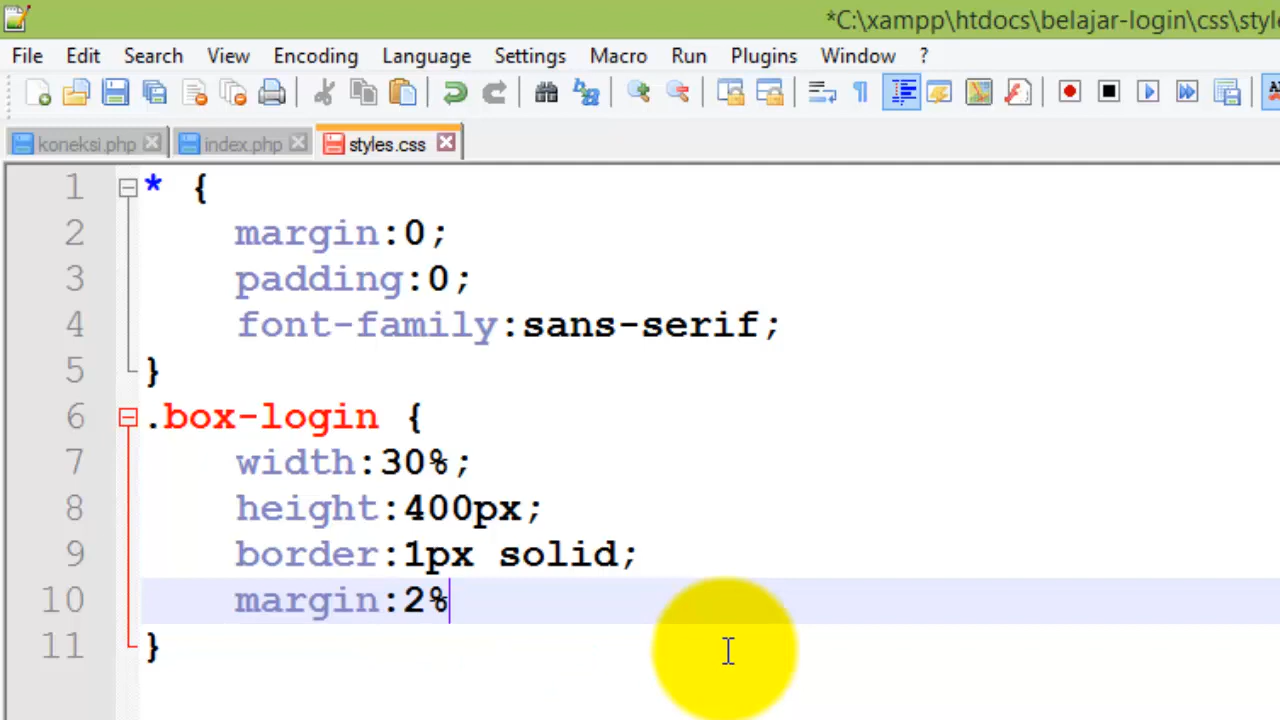 *C:\xampp\htdocs\belajar-login\css\style
File Edit Search View Encoding Language Settings Macro Run Plugins Window ?
koneksi.php index.php styles.css
1 * {
2 margin:0;
3 padding:0;
4 font-family:sans-serif;
5 }
6 .box-login {
7 width:30%;
8 height:400px;
9 border:1px solid;
10 margin:2%
11 }